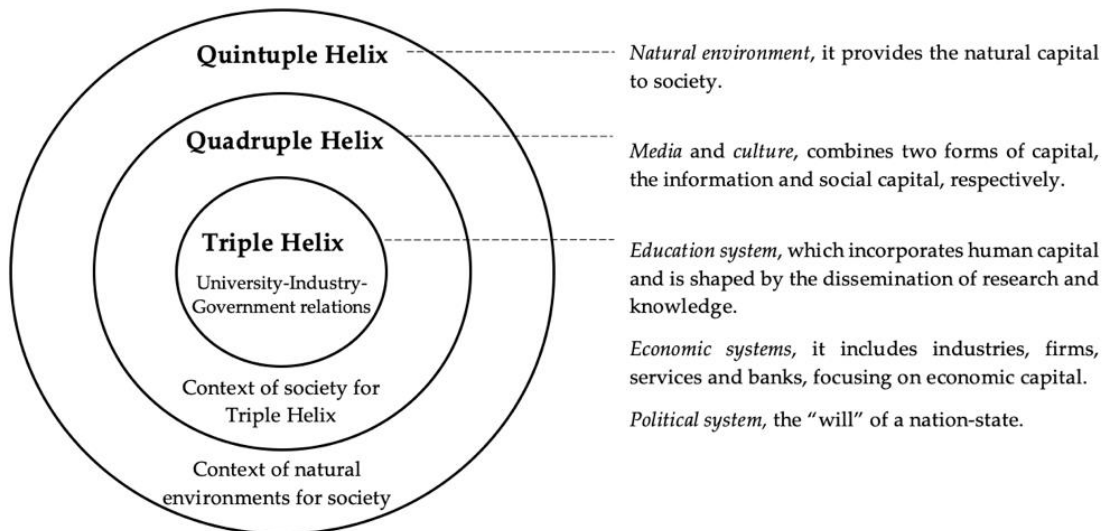 Quintuple Helix
Natural environment, it provides the natural capital
to society.
Quadruple Helix
Media and culture, combines two forms of capital,
the information and social capital, respectively.
Triple Helix
University-Industry-
Government relations
Education system, which incorporates human capital
and is shaped by the dissemination of research and
knowledge.
Economic systems, it includes industries, firms,
services and banks, focusing on economic capital.
Political system, the “will” of a nation-state.
Context of society for
Triple Helix
Context of natural
environments for society